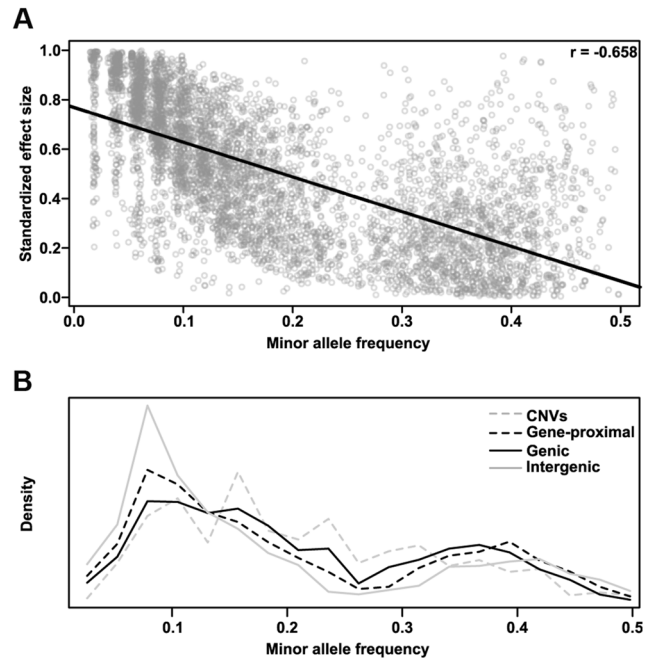 A
r = -0.658
Standardized effect size
1.0
0.8
0.6
0.4
0.2
0.0
0.0 0.1 0.2 0.3 0.4 0.5
Minor allele frequency
B
CNVs
Gene-proximal
Genic
Intergenic
Density
0.1 0.2 0.3 0.4 0.5
Minor allele frequency